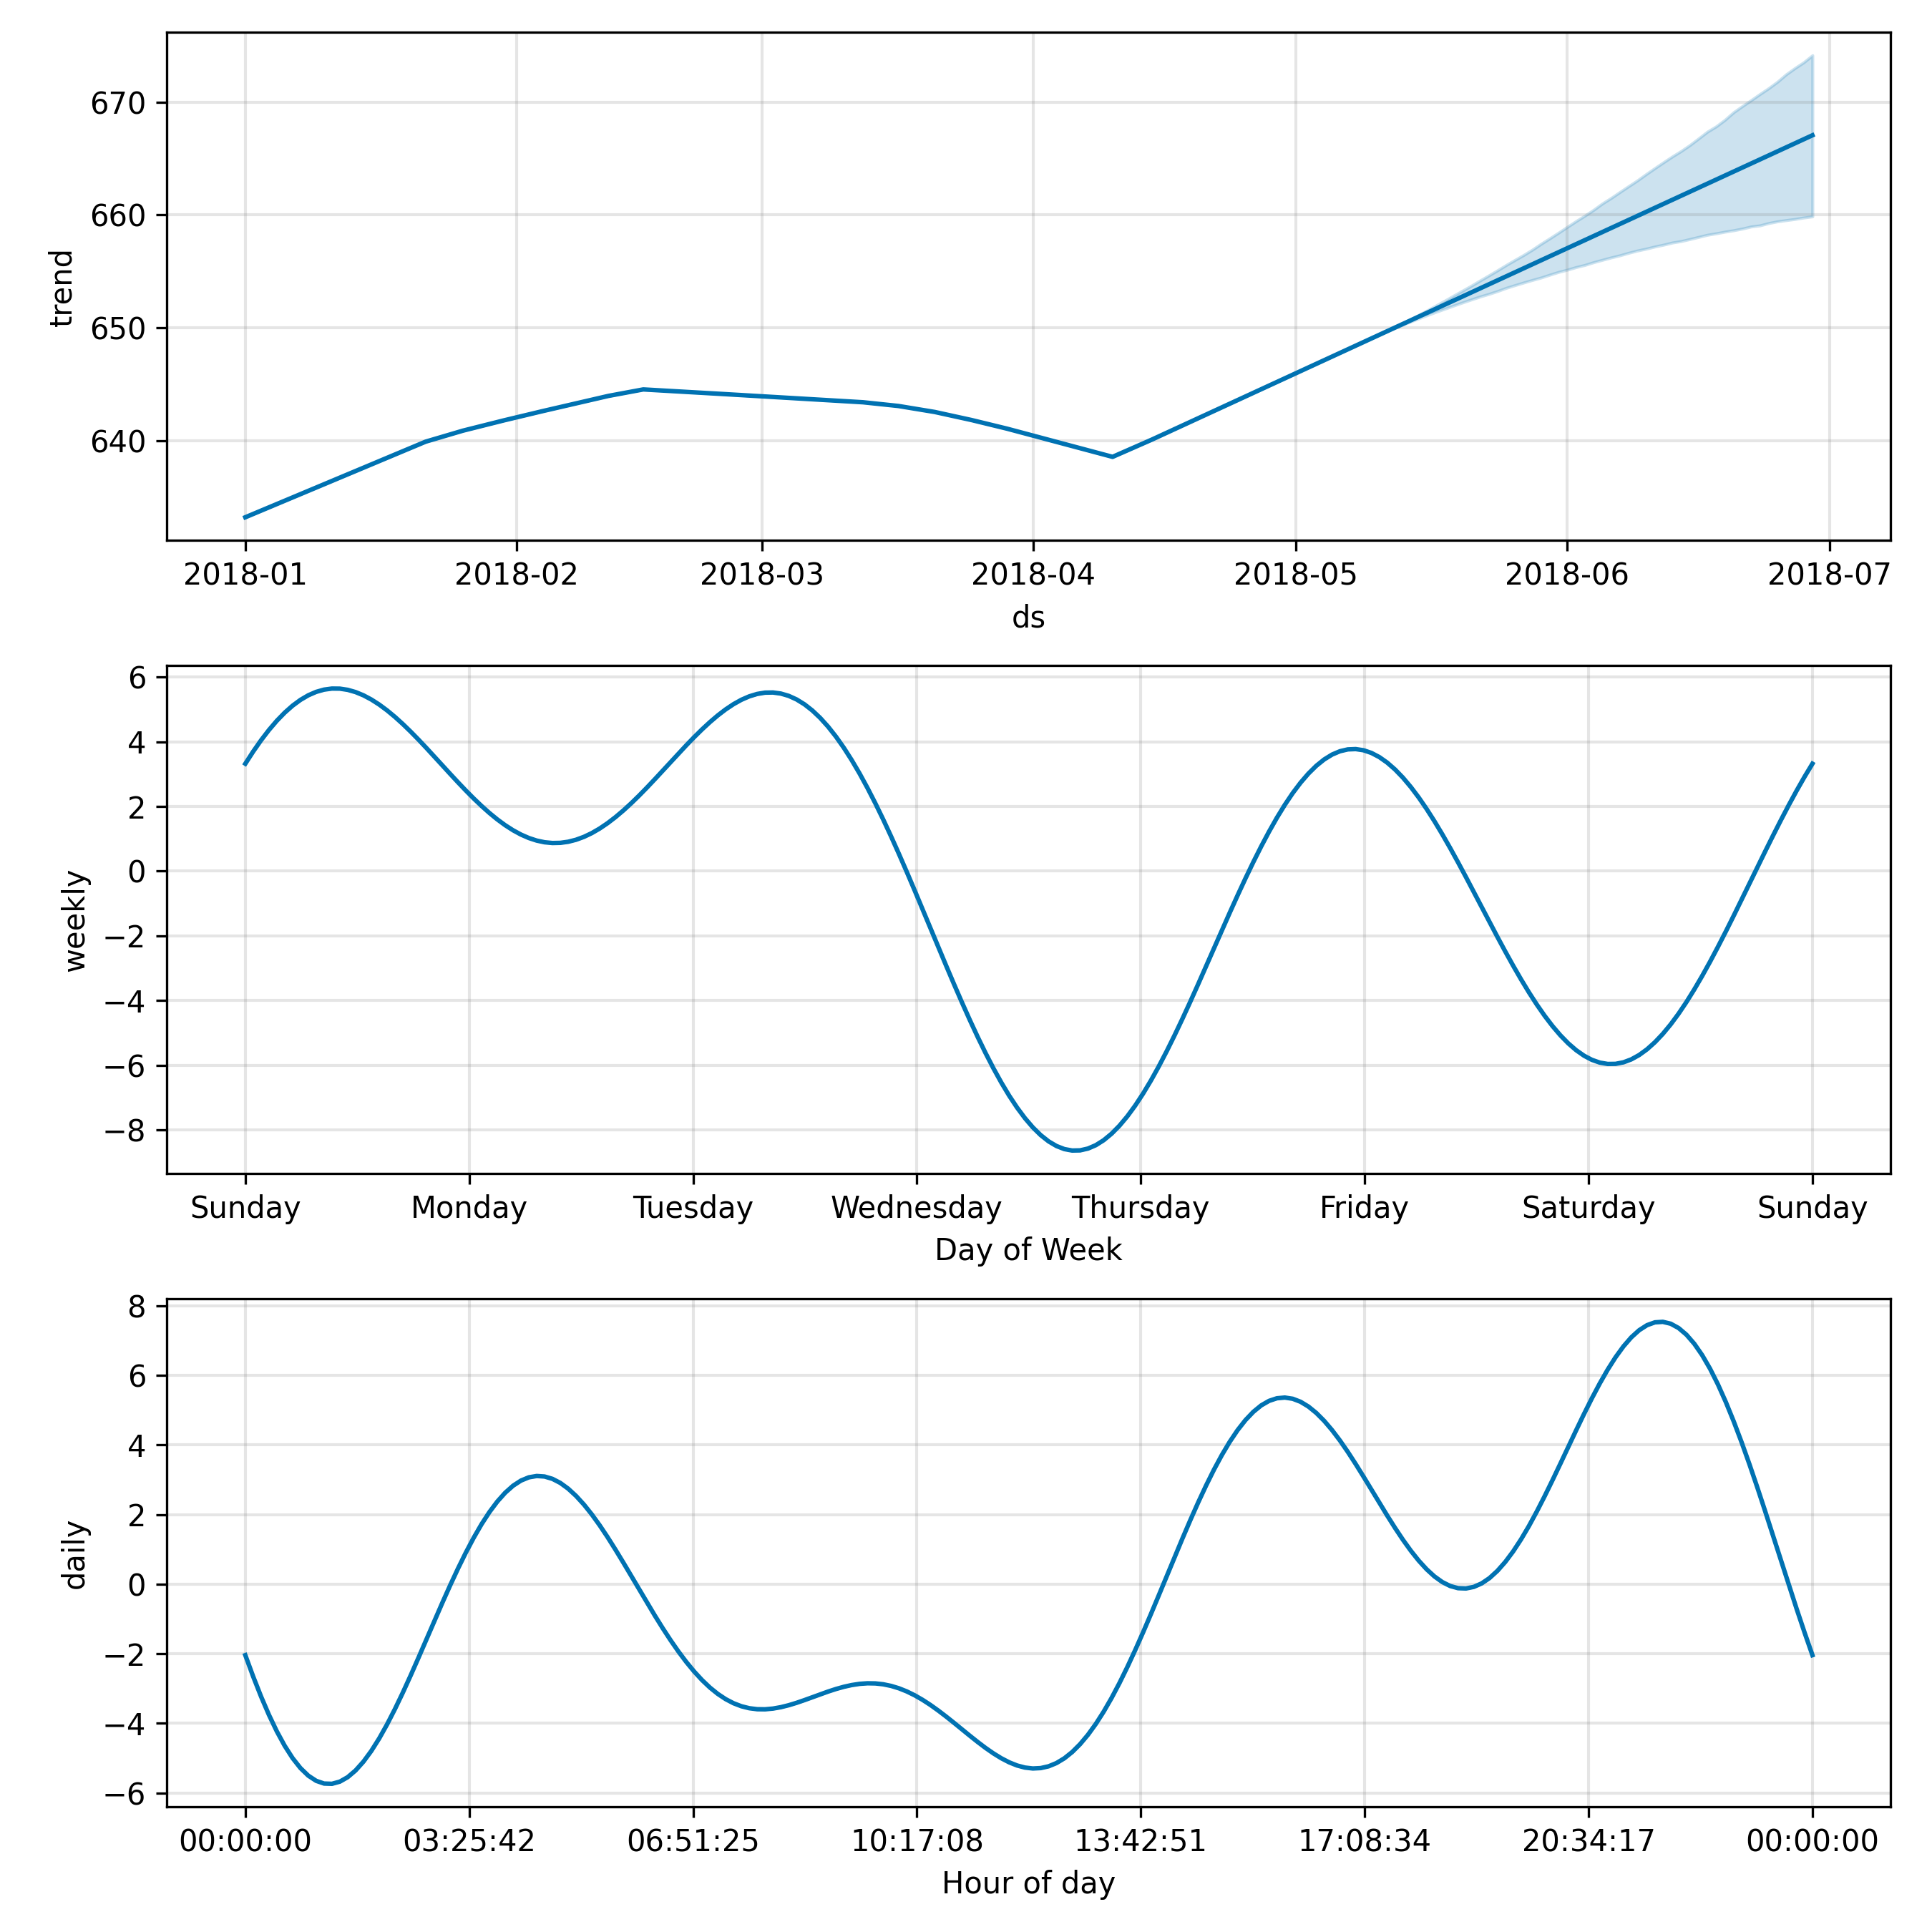 670
660
650
640
trend
2018-01 2018-02 2018-03 2018-04 2018-05 2018-06 2018-07
ds
6
4
2
0
−2
−4
−6
−8
weekly
Sunday Monday Tuesday Wednesday Thursday Friday Saturday Sunday
Day of Week
8
6
4
2
0
−2
−4
−6
daily
00:00:00 03:25:42 06:51:25 10:17:08 13:42:51 17:08:34 20:34:17 00:00:00
Hour of day